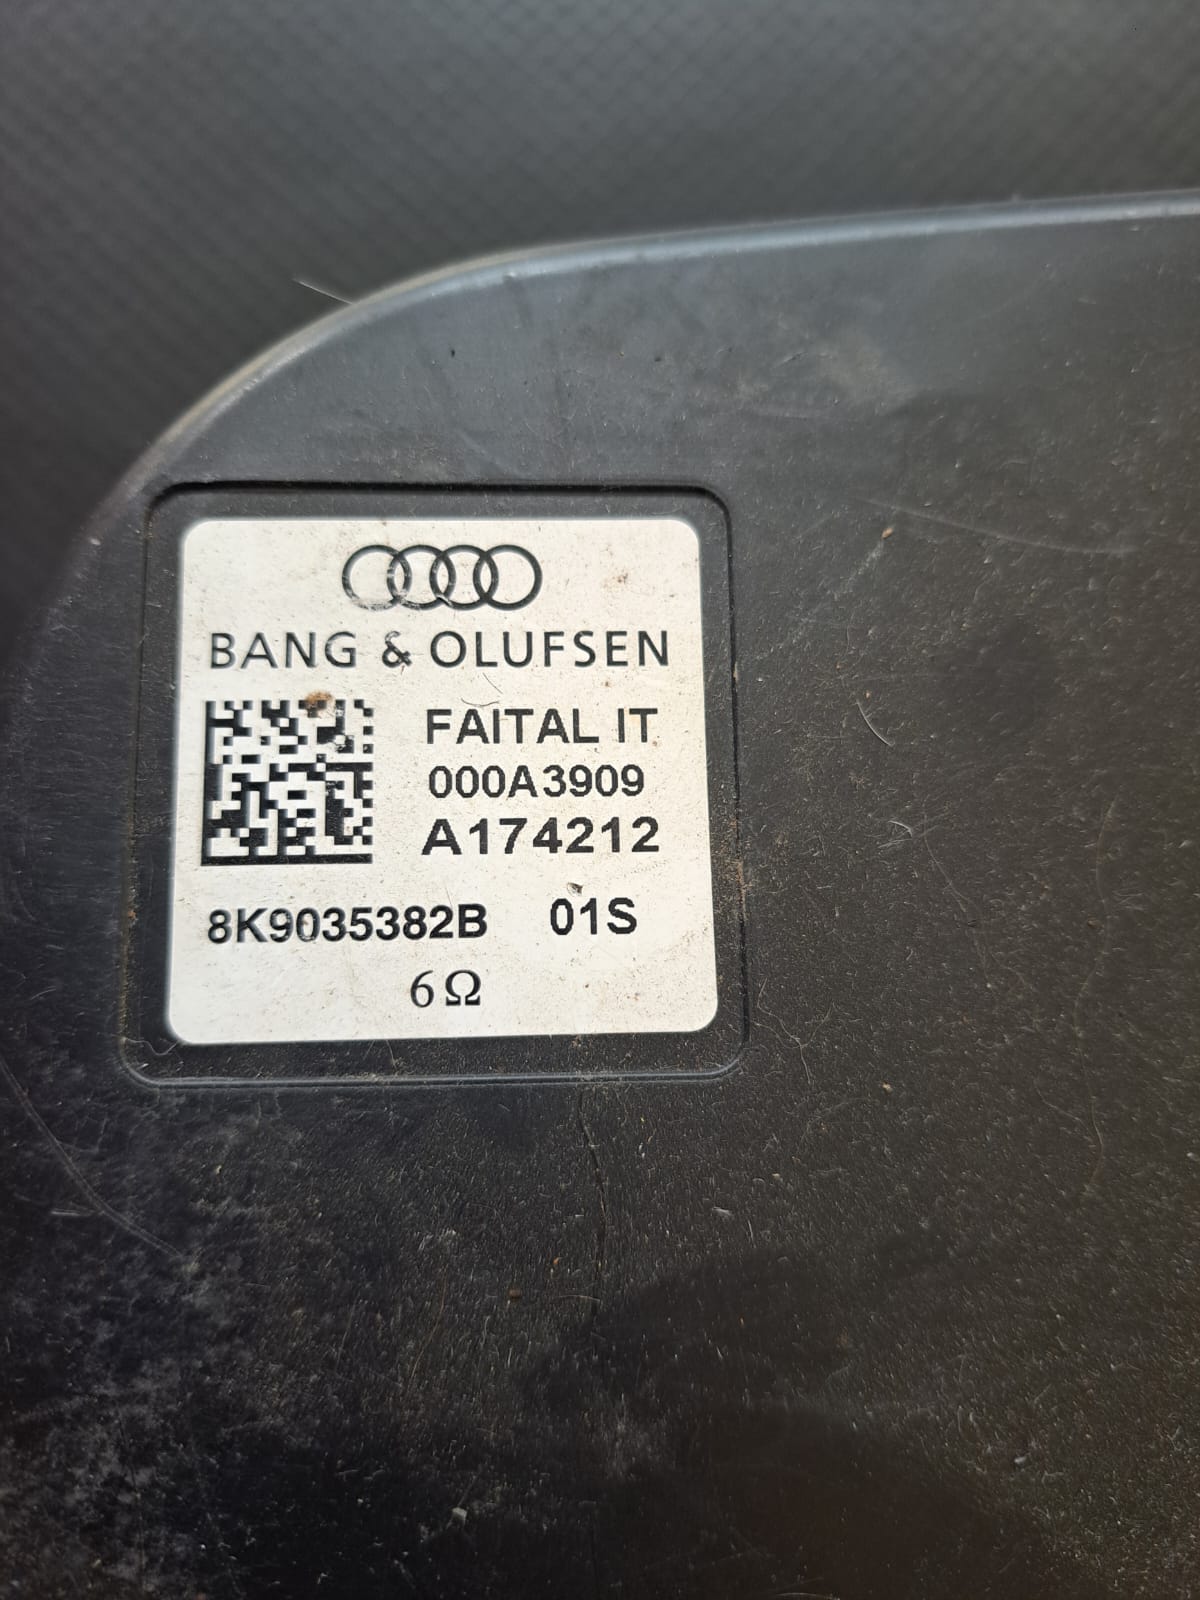 BANG & OLUFSEN
FAITAL IT
000A3909
A174212
8K9035382B 01S
6Ω